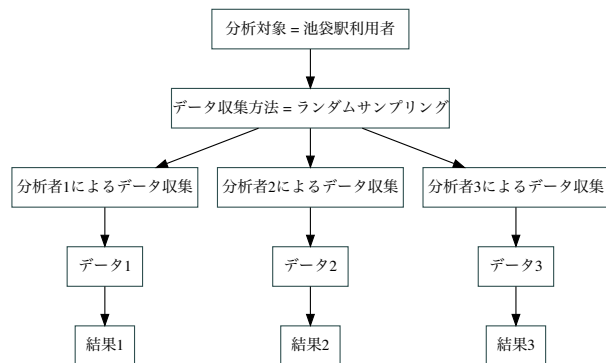 分析対象 = 池袋駅利用者
データ収集方法 = ランダムサンプリング
分析者1によるデータ収集
分析者2によるデータ収集
分析者3によるデータ収集
データ1
データ2
データ3
結果1
結果2
結果3